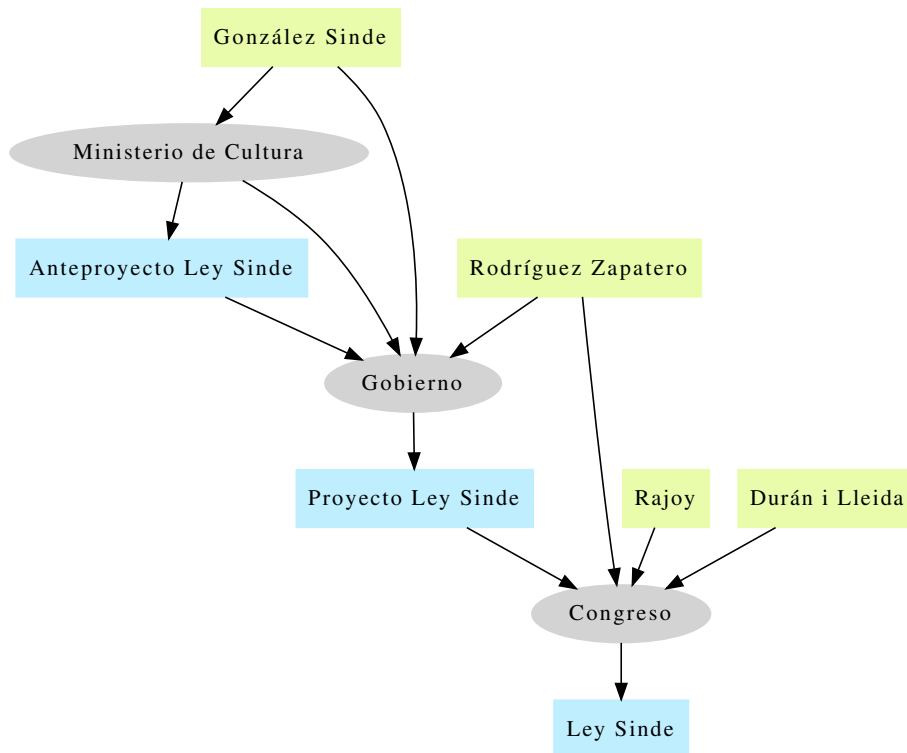 González Sinde
Ministerio de Cultura
Anteproyecto Ley Sinde
Rodríguez Zapatero
Gobierno
Proyecto Ley Sinde
Rajoy
Durán i Lleida
Congreso
Ley Sinde